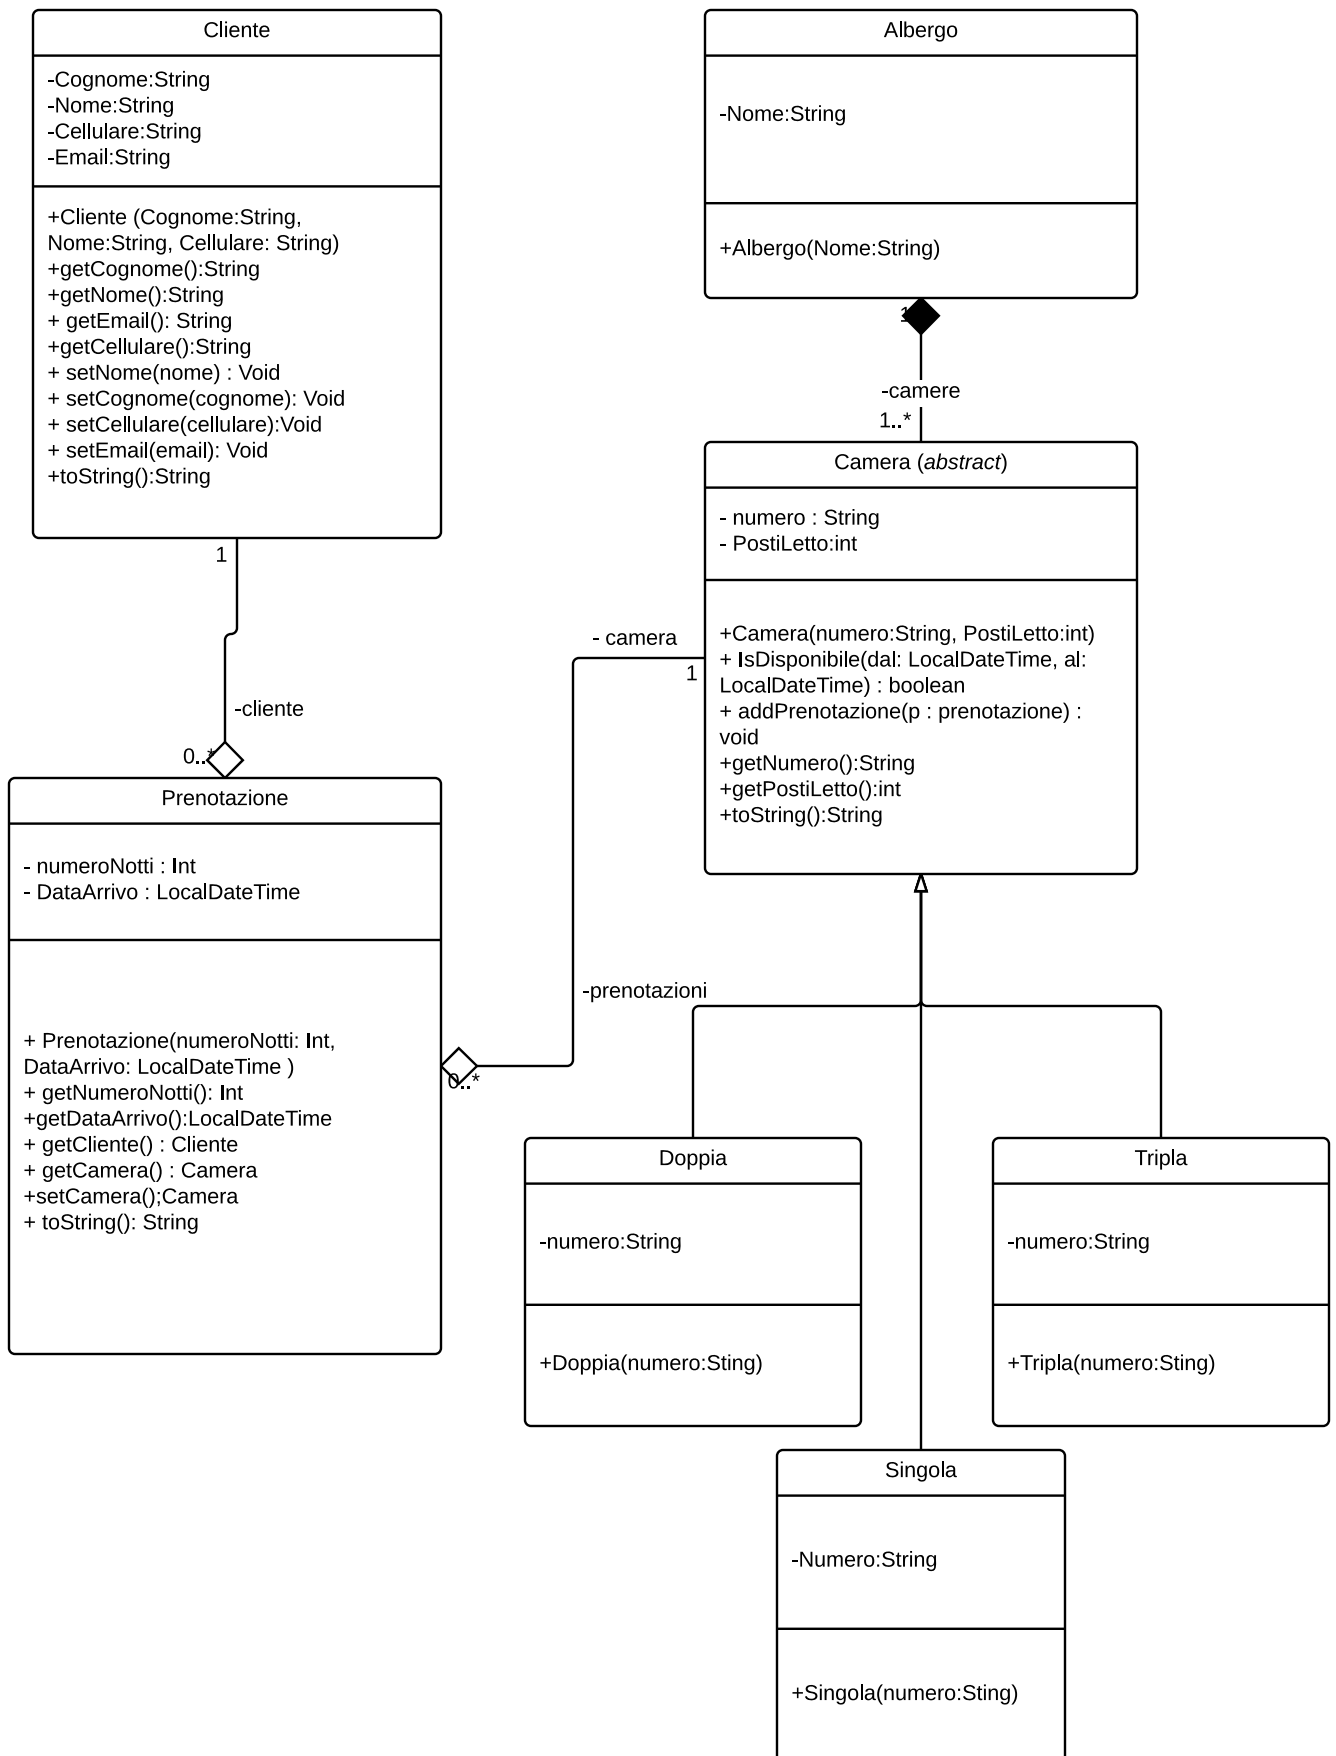 Cliente
-Cognome:String
-Nome:String
-Cellulare:String
-Email:String
+Cliente (Cognome:String,
Nome:String, Cellulare: String)
+getCognome():String
+getNome():String
+ getEmail(): String
+getCellulare():String
+ setNome(nome) : Void
+ setCognome(cognome): Void
+ setCellulare(cellulare):Void
+ setEmail(email): Void
+toString():String
1
-cliente
0..*
Albergo
-Nome:String
+Albergo(Nome:String)
1
-camere
1..*
Camera (abstract)
- numero : String
- PostiLetto:int
+Camera(numero:String, PostiLetto:int)
+ IsDisponibile(dal: LocalDateTime, al:
LocalDateTime) : boolean
+ addPrenotazione(p : prenotazione) :
void
+getNumero():String
+getPostiLetto():int
+toString():String
- camera
1
-prenotazioni
0..*
Prenotazione
- numeroNotti : Int
- DataArrivo : LocalDateTime
+ Prenotazione(numeroNotti: Int,
DataArrivo: LocalDateTime )
+ getNumeroNotti(): Int
+getDataArrivo():LocalDateTime
+ getCliente() : Cliente
+ getCamera() : Camera
+setCamera();Camera
+ toString(): String
Doppia
-numero:String
+Doppia(numero:Sting)
Tripla
-numero:String
+Tripla(numero:Sting)
Singola
-Numero:String
+Singola(numero:Sting)